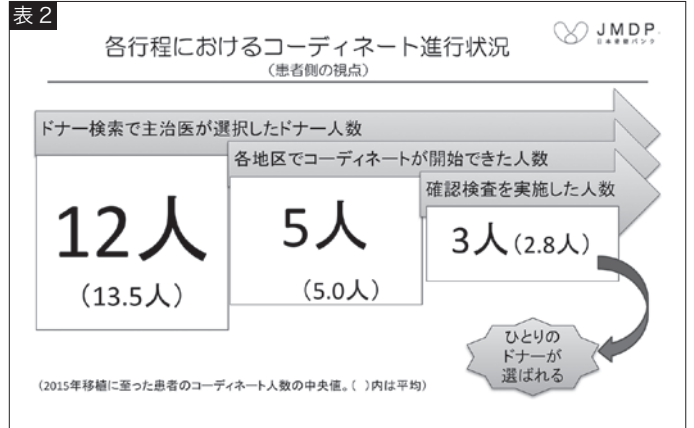 表2
各行程におけるコーディネート進行状況
（患者側の視点）
JMDP
日本骨髄バンク
ドナー検索で主治医が選択したドナー人数
各地区でコーディネートが開始できた人数
確認検査を実施した人数
12人
（13.5人）
5人
（5.0人）
3人（2.8人）
ひとりの
ドナーが
選ばれる
（2015年移植に至った患者のコーディネート人数の中央値。（ ）内は平均）